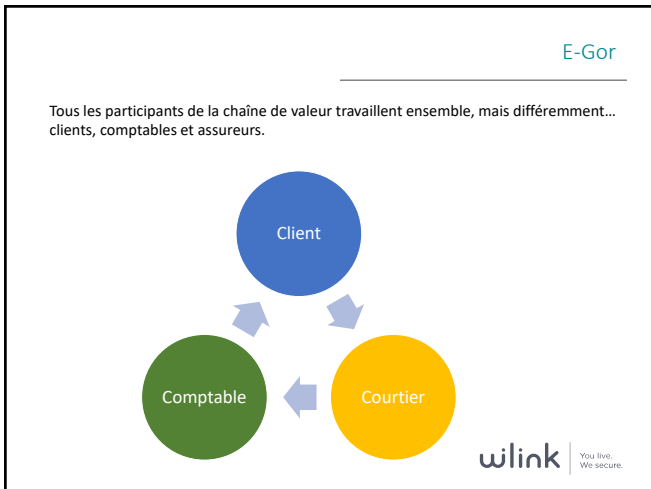 E-Gor
Tous les participants de la chaîne de valeur travaillent ensemble, mais différemment…
clients, comptables et assureurs.
Client
Comptable
Courtier
wilink
You live.
We secure.